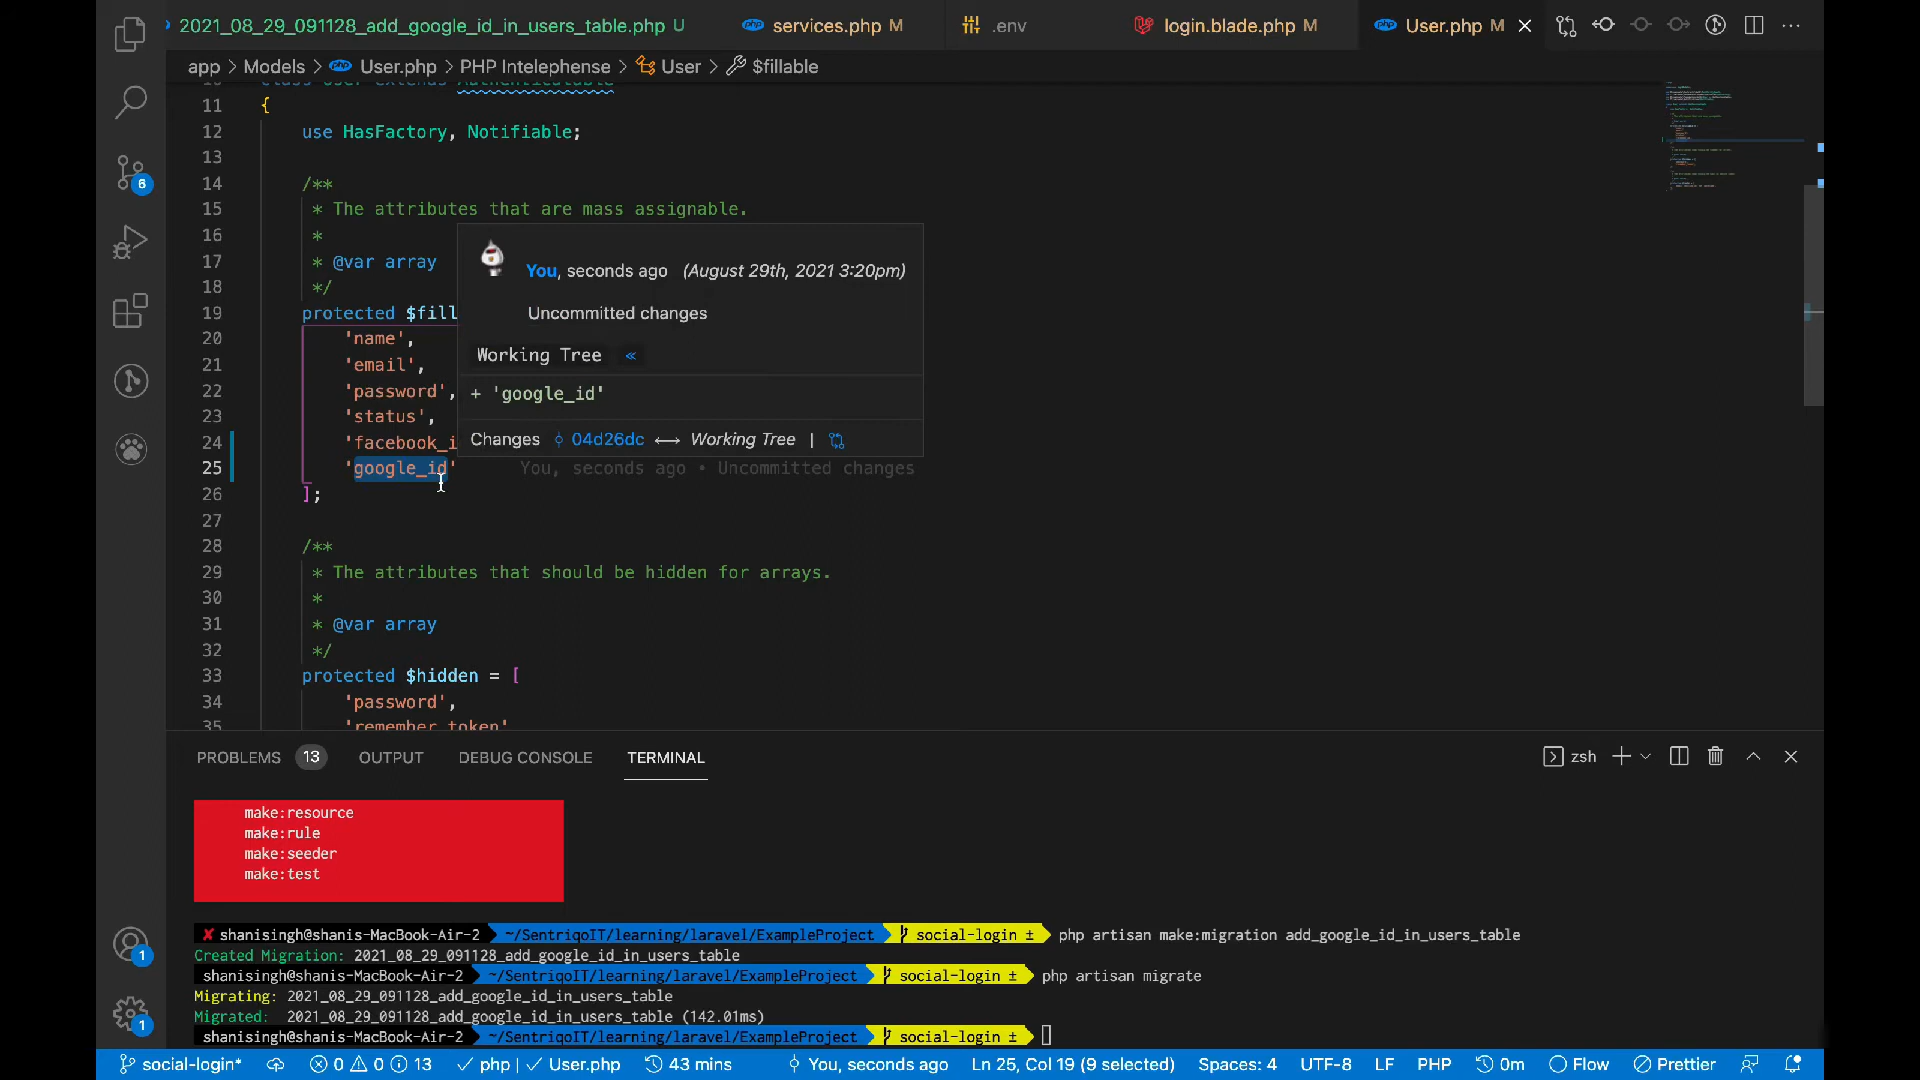 2021_08_29_091128_add_google_id_in_users_table.php U
php services.php M
.env
login.blade.php M
php User.php M
app > Models > php User.php > PHP Intelephense > User > $fillable
11 {
12 use HasFactory, Notifiable;
13
14 /**
15 * The attributes that are mass assignable.
16 *
17 * @var array
18 */
19 protected $fill
20 'name',
21 'email',
22 'password',
23 'status',
24 'facebook_i
25 'google_id' You, seconds ago • Uncommitted changes
26 ];
27
28 /**
29 * The attributes that should be hidden for arrays.
30 *
31 * @var array
32 */
33 protected $hidden = [
34 'password',
35 'remember_token'
You, seconds ago (August 29th, 2021 3:20pm)
Uncommitted changes
Working Tree «
+ 'google_id'
Changes 04d26dc ⟷ Working Tree |
6
1
1
PROBLEMS 13 OUTPUT DEBUG CONSOLE TERMINAL
zsh
make:resource
make:rule
make:seeder
make:test
✘ shanisingh@shanis-MacBook-Air-2 ~/SentriqoIT/learning/laravel/ExampleProject social-login ± php artisan make:migration add_google_id_in_users_table
Created Migration: 2021_08_29_091128_add_google_id_in_users_table
shanisingh@shanis-MacBook-Air-2 ~/SentriqoIT/learning/laravel/ExampleProject social-login ± php artisan migrate
Migrating: 2021_08_29_091128_add_google_id_in_users_table
Migrated: 2021_08_29_091128_add_google_id_in_users_table (142.01ms)
shanisingh@shanis-MacBook-Air-2 ~/SentriqoIT/learning/laravel/ExampleProject social-login ±
social-login* 0 0 13 ✓ php | ✓ User.php 43 mins You, seconds ago Ln 25, Col 19 (9 selected) Spaces: 4 UTF-8 LF PHP 0m Flow Prettier